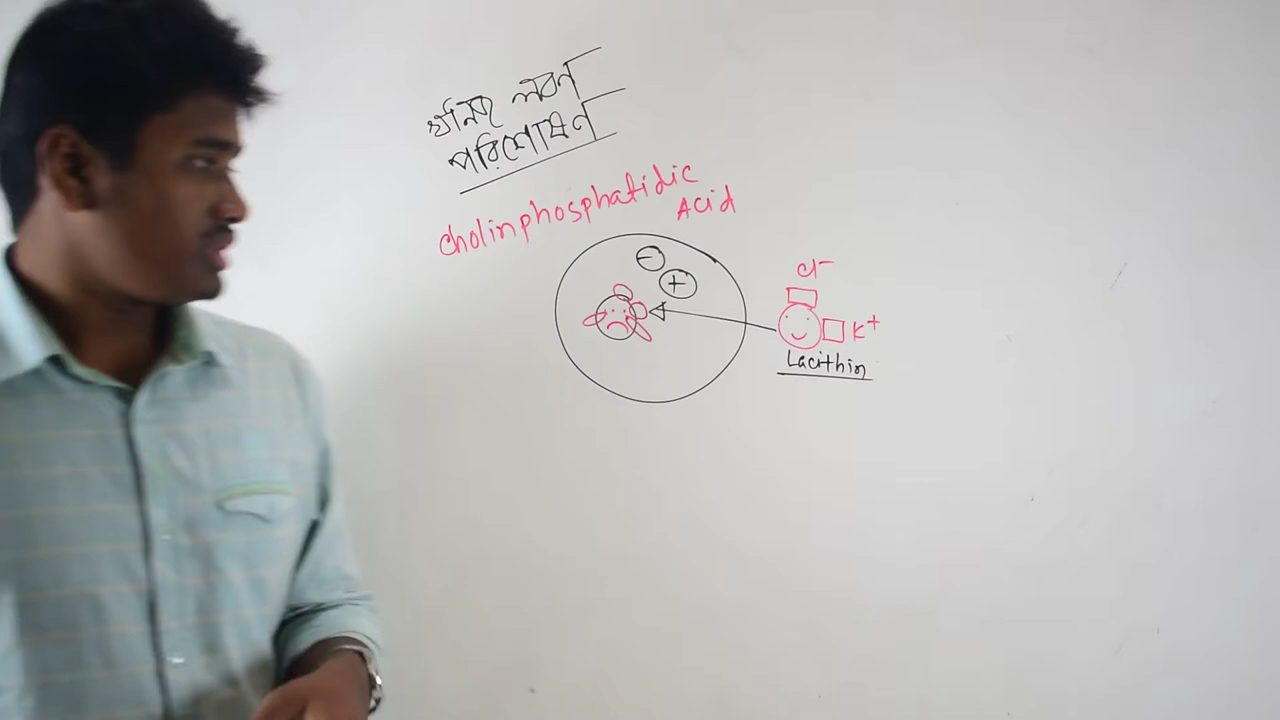 খনিজ লবণ
পরিশোষণ
cholinphosphatidic
Acid
−
+
cl−
K+
Lacithin